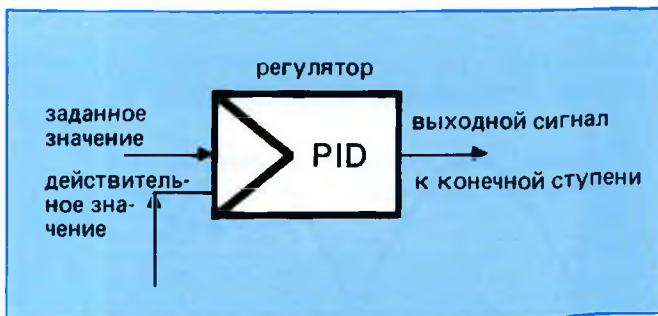 регулятор
заданное
значение
PID
выходной сигнал
действитель-
ное зна-
чение
к конечной ступени